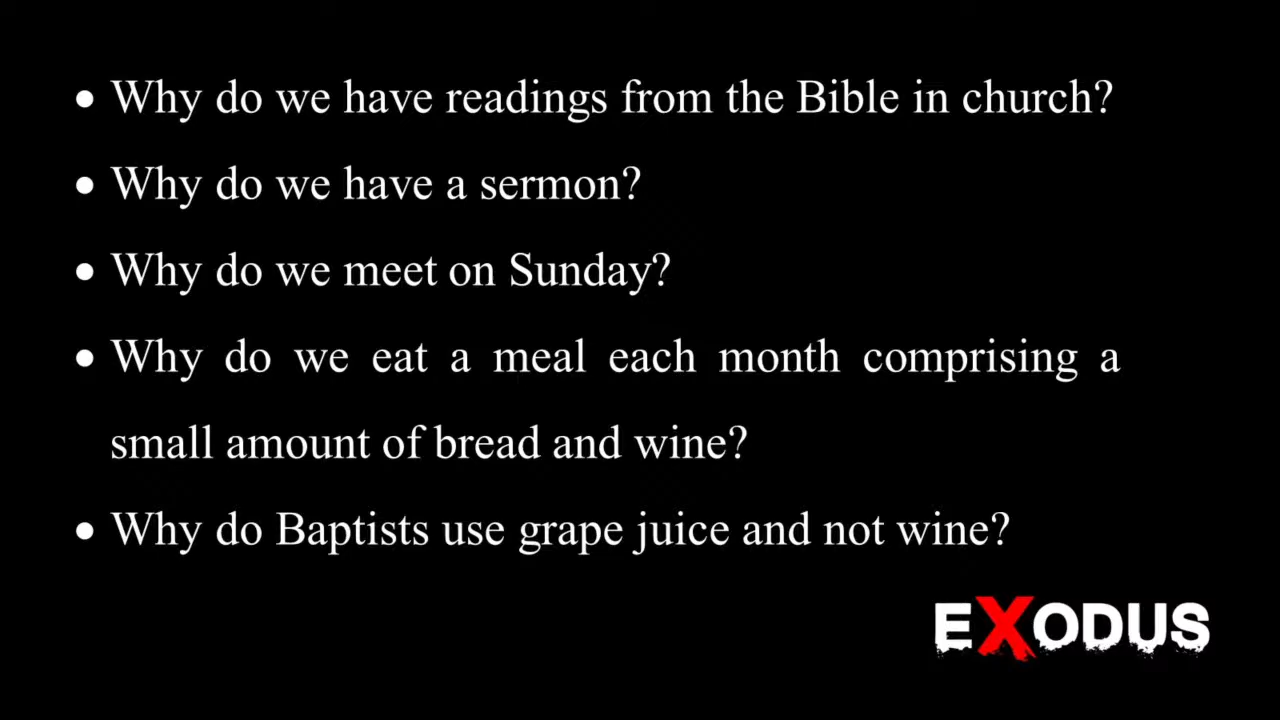 • Why do we have readings from the Bible in church?
• Why do we have a sermon?
• Why do we meet on Sunday?
• Why do we eat a meal each month comprising a
small amount of bread and wine?
• Why do Baptists use grape juice and not wine?
EXODUS